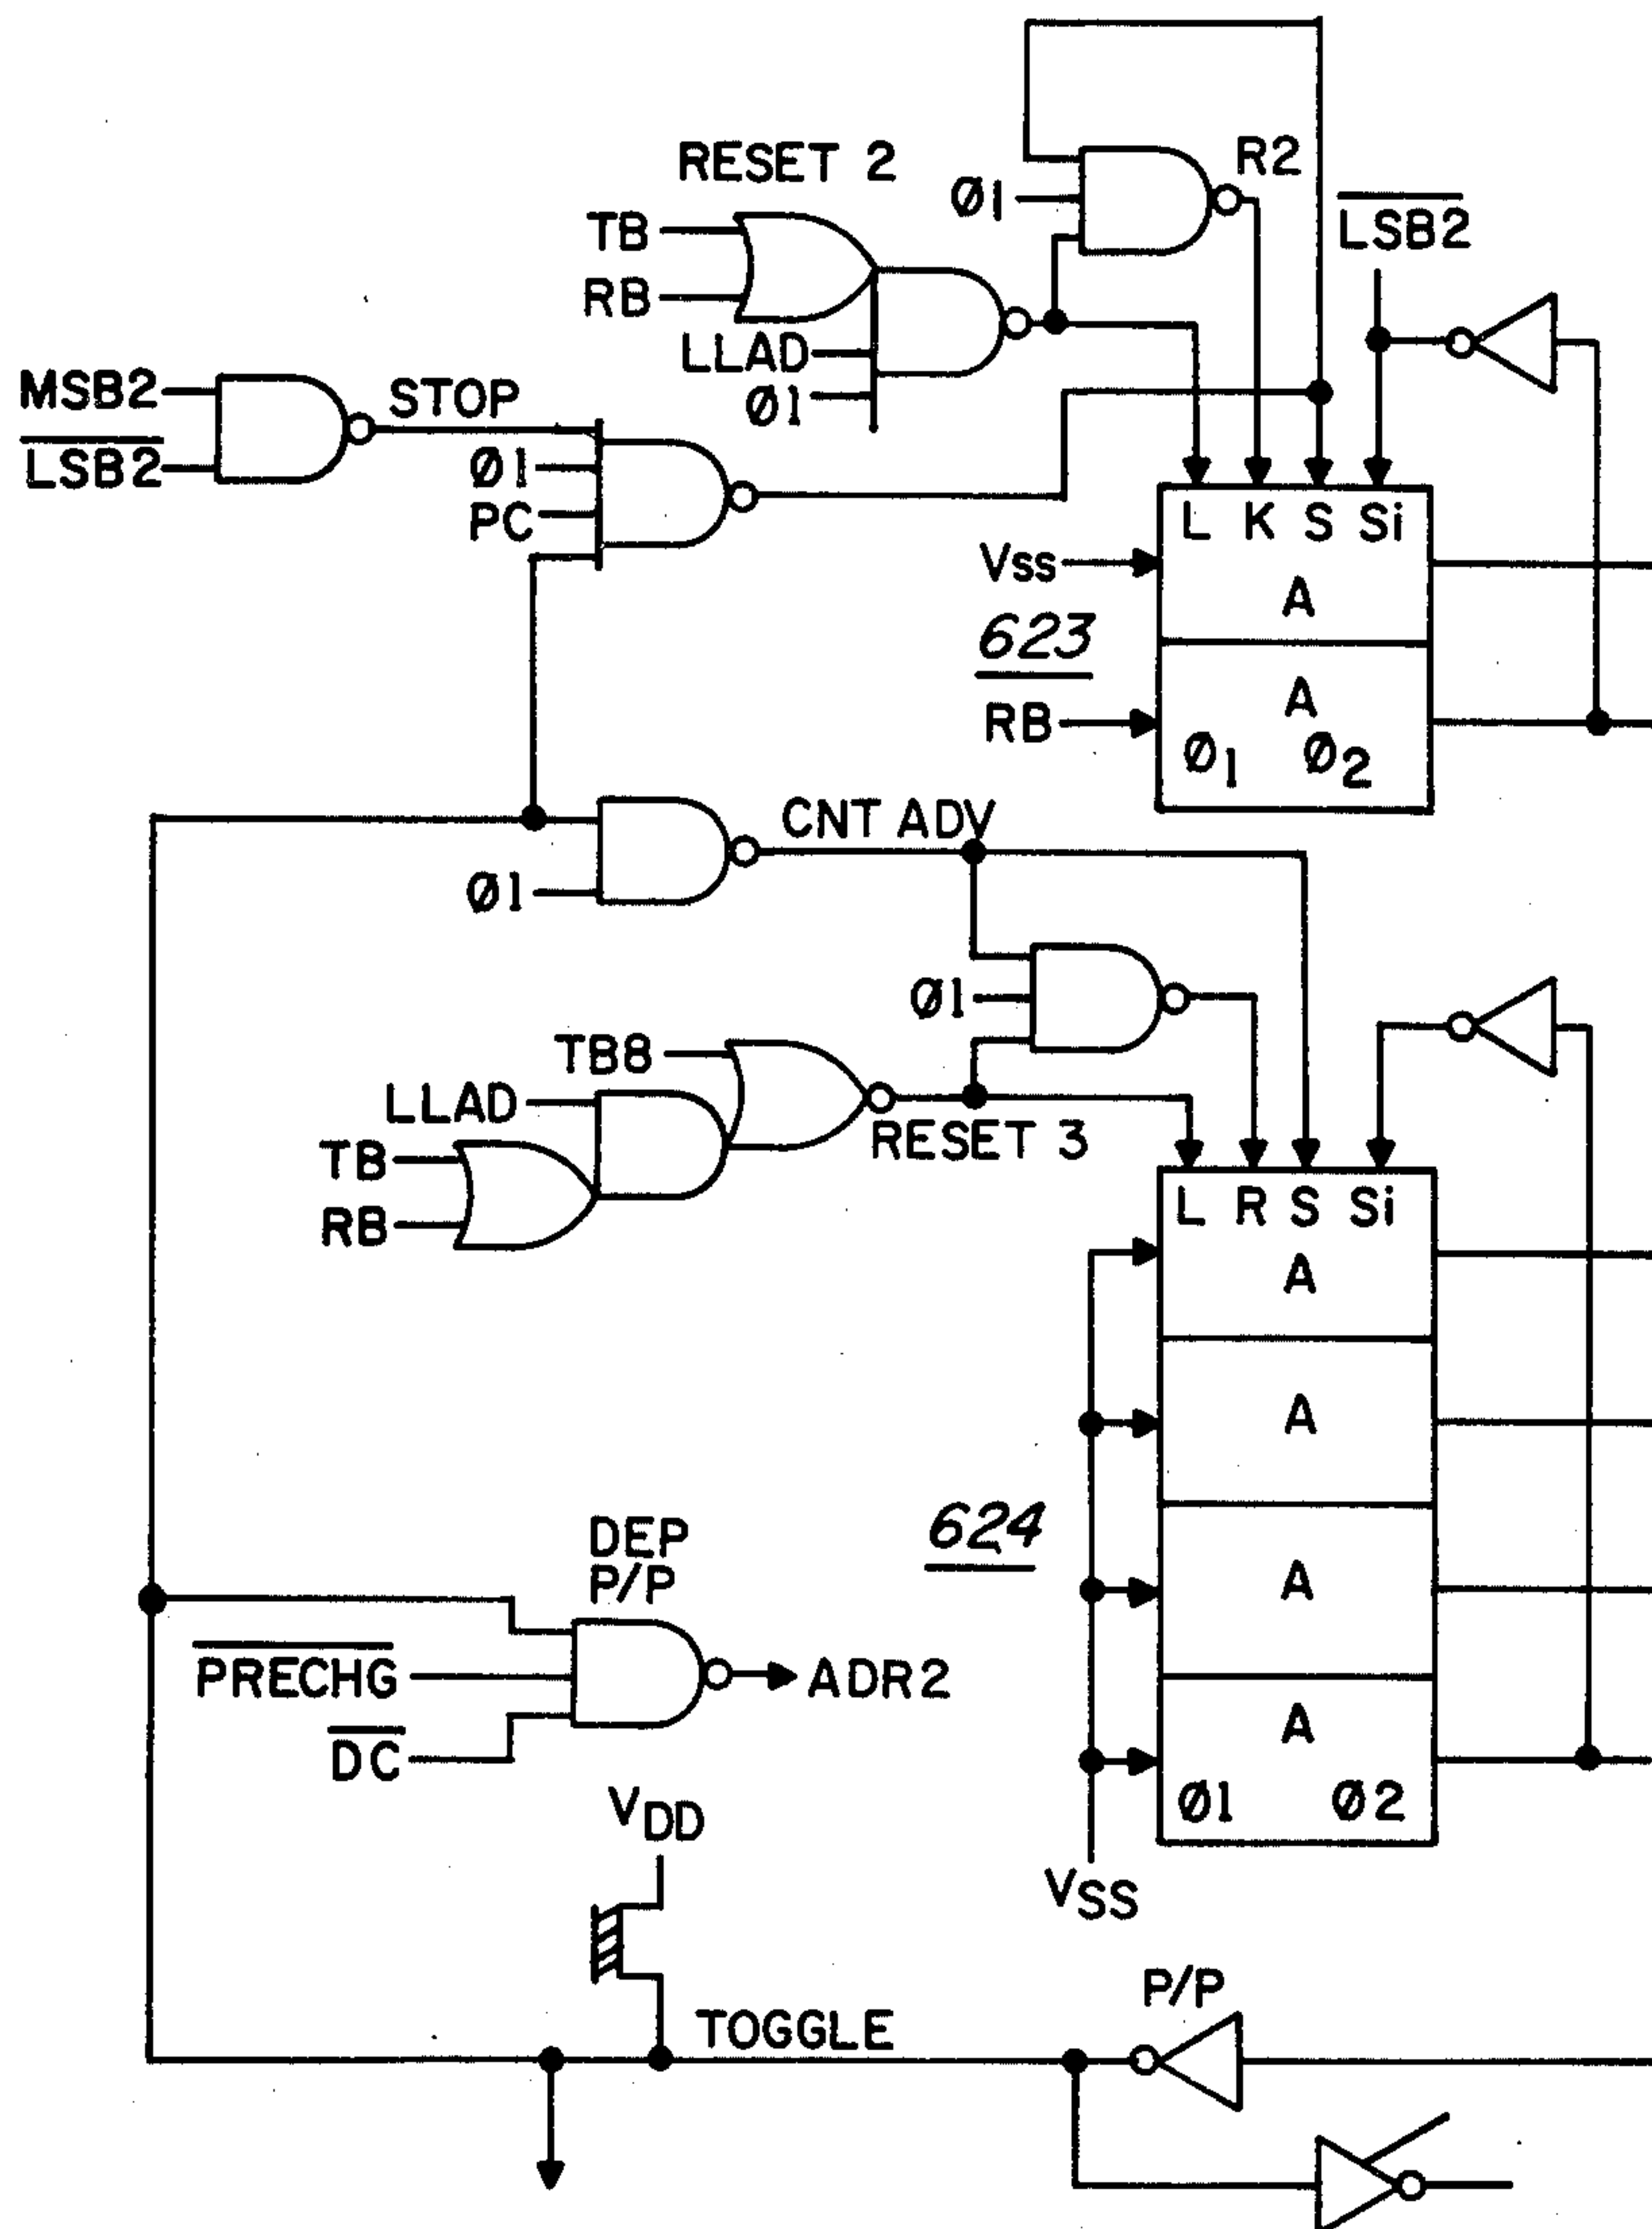 RESET 2
R2
Ø1
TB
LSB2
RB
LLAD
Ø1
MSB2
STOP
LSB2
Ø1
PC
L K S Si
Vss
A
623
RB
A
Ø1 Ø2
CNT ADV
Ø1
Ø1
TB8
LLAD
RESET 3
TB
RB
L R S Si
A
A
624
DEP
P/P
A
PRECHG
ADR2
DC
A
Ø1 Ø2
VDD
VSS
P/P
TOGGLE